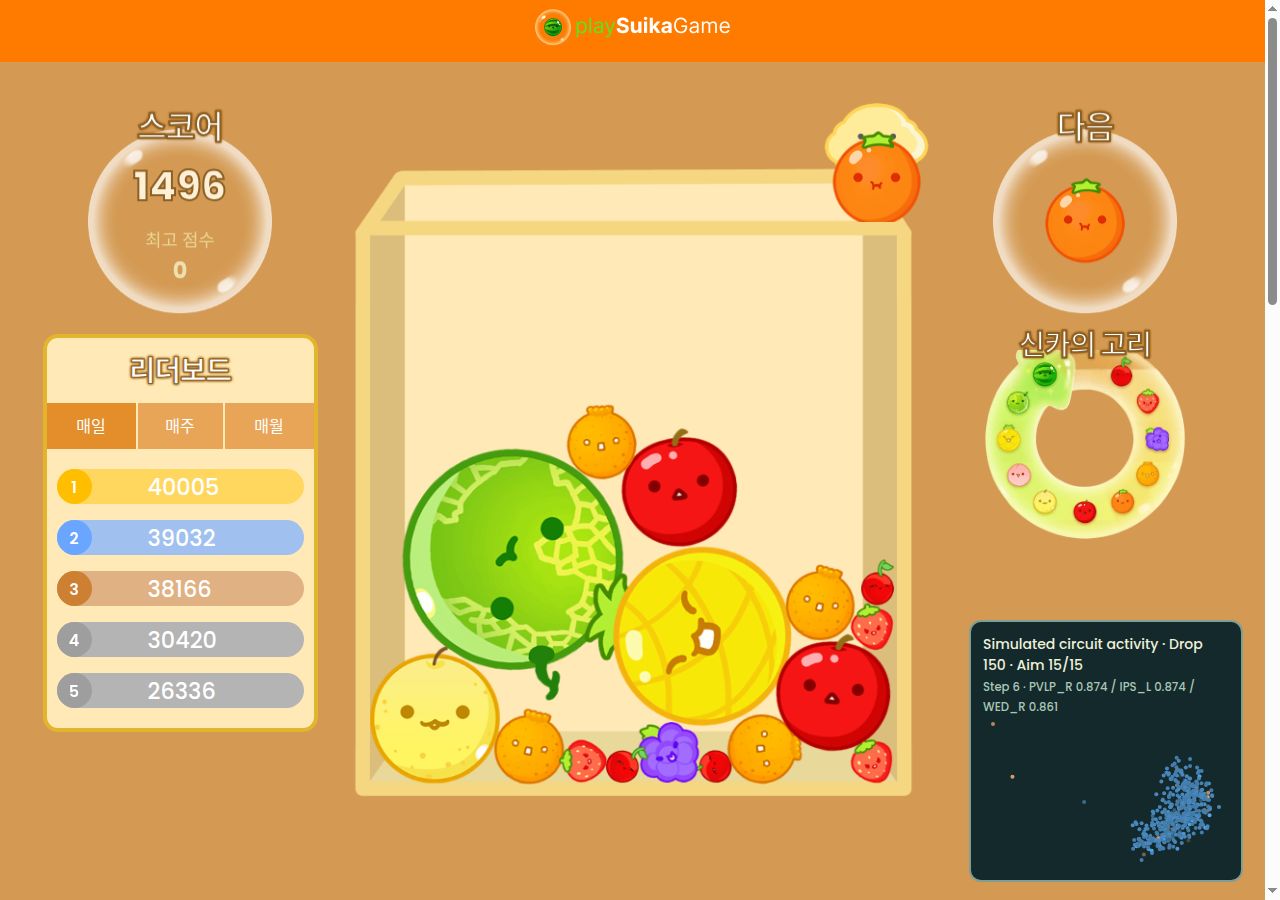 playSuikaGame
스코어
1496
최고 점수
0
리더보드
매일 매주 매월
1 40005
2 39032
3 38166
4 30420
5 26336
다음
신카의 고리
Simulated circuit activity · Drop
150 · Aim 15/15
Step 6 · PVLP_R 0.874 / IPS_L 0.874 /
WED_R 0.861